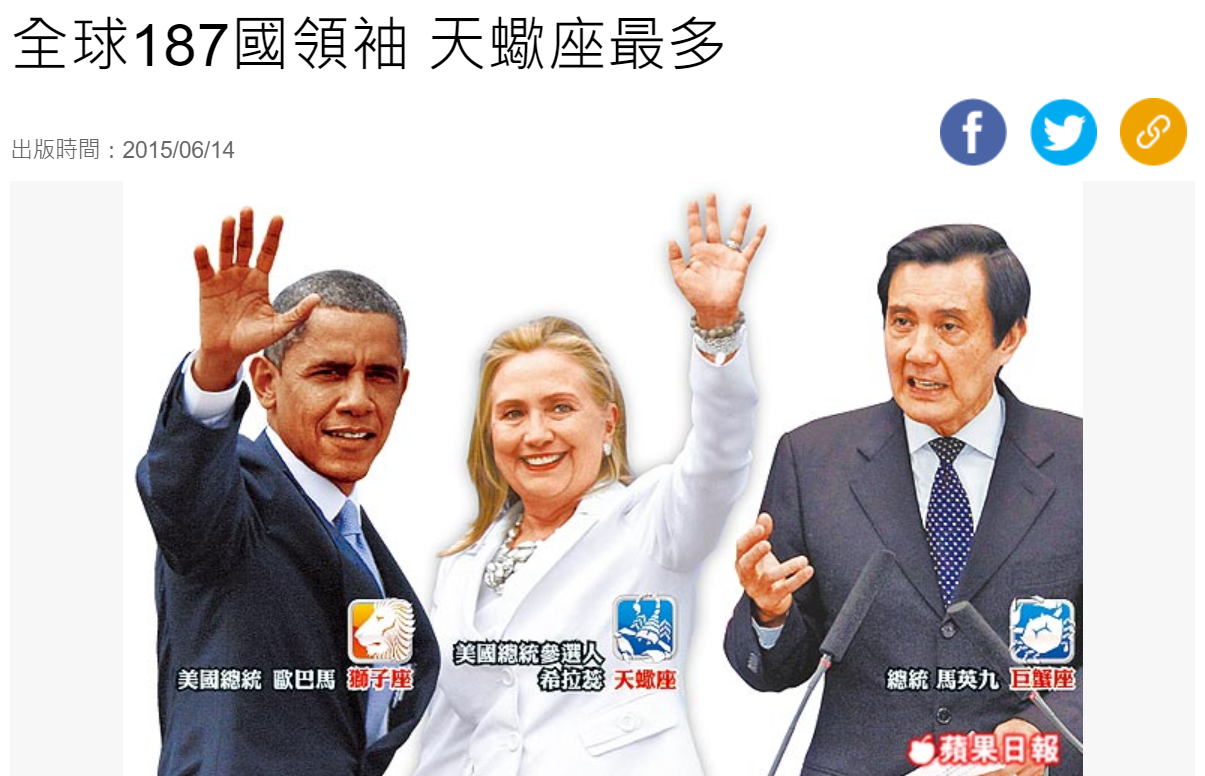 全球187國領袖 天蠍座最多
出版時間：2015/06/14
美國總統 歐巴馬 獅子座
美國總統參選人
希拉蕊 天蠍座
總統 馬英九 巨蟹座
蘋果日報